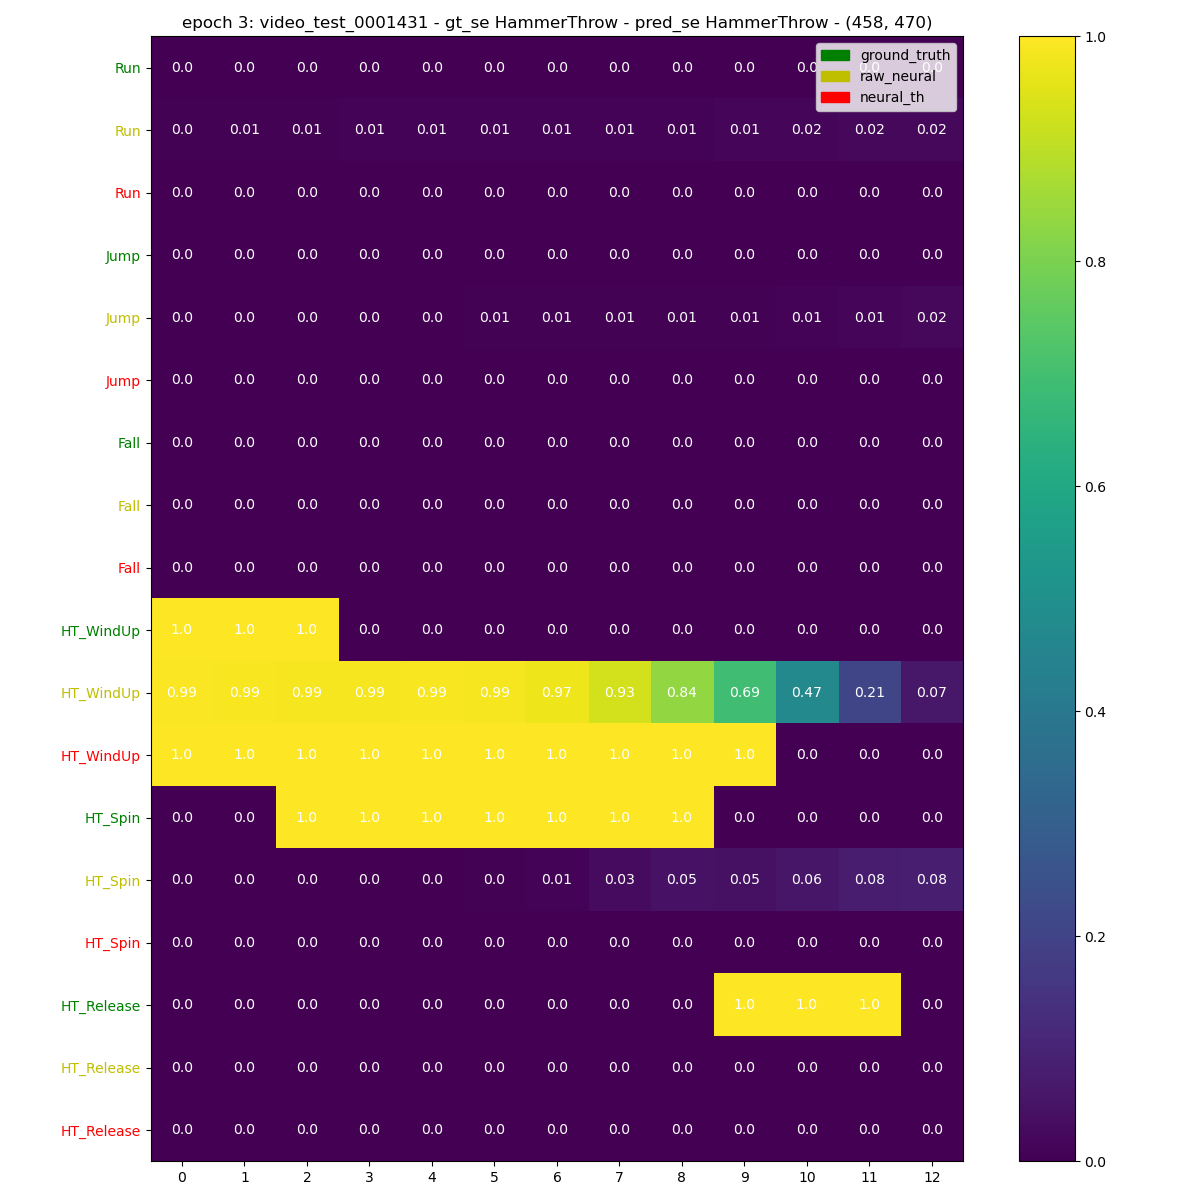 epoch 3: video_test_0001431 - gt_se HammerThrow - pred_se HammerThrow - (458, 470)
ground_truth
raw_neural
neural_th
Run 0.0 0.0 0.0 0.0 0.0 0.0 0.0 0.0 0.0 0.0 0.0 0.0 0.0
Run 0.0 0.01 0.01 0.01 0.01 0.01 0.01 0.01 0.01 0.01 0.02 0.02 0.02
Run 0.0 0.0 0.0 0.0 0.0 0.0 0.0 0.0 0.0 0.0 0.0 0.0 0.0
Jump 0.0 0.0 0.0 0.0 0.0 0.0 0.0 0.0 0.0 0.0 0.0 0.0 0.0
Jump 0.0 0.0 0.0 0.0 0.0 0.01 0.01 0.01 0.01 0.01 0.01 0.01 0.02
Jump 0.0 0.0 0.0 0.0 0.0 0.0 0.0 0.0 0.0 0.0 0.0 0.0 0.0
Fall 0.0 0.0 0.0 0.0 0.0 0.0 0.0 0.0 0.0 0.0 0.0 0.0 0.0
Fall 0.0 0.0 0.0 0.0 0.0 0.0 0.0 0.0 0.0 0.0 0.0 0.0 0.0
Fall 0.0 0.0 0.0 0.0 0.0 0.0 0.0 0.0 0.0 0.0 0.0 0.0 0.0
HT_WindUp 1.0 1.0 1.0 0.0 0.0 0.0 0.0 0.0 0.0 0.0 0.0 0.0 0.0
HT_WindUp 0.99 0.99 0.99 0.99 0.99 0.99 0.97 0.93 0.84 0.69 0.47 0.21 0.07
HT_WindUp 1.0 1.0 1.0 1.0 1.0 1.0 1.0 1.0 1.0 1.0 0.0 0.0 0.0
HT_Spin 0.0 0.0 1.0 1.0 1.0 1.0 1.0 1.0 1.0 0.0 0.0 0.0 0.0
HT_Spin 0.0 0.0 0.0 0.0 0.0 0.0 0.01 0.03 0.05 0.05 0.06 0.08 0.08
HT_Spin 0.0 0.0 0.0 0.0 0.0 0.0 0.0 0.0 0.0 0.0 0.0 0.0 0.0
HT_Release 0.0 0.0 0.0 0.0 0.0 0.0 0.0 0.0 0.0 1.0 1.0 1.0 0.0
HT_Release 0.0 0.0 0.0 0.0 0.0 0.0 0.0 0.0 0.0 0.0 0.0 0.0 0.0
HT_Release 0.0 0.0 0.0 0.0 0.0 0.0 0.0 0.0 0.0 0.0 0.0 0.0 0.0
0 1 2 3 4 5 6 7 8 9 10 11 12
1.0
0.8
0.6
0.4
0.2
0.0